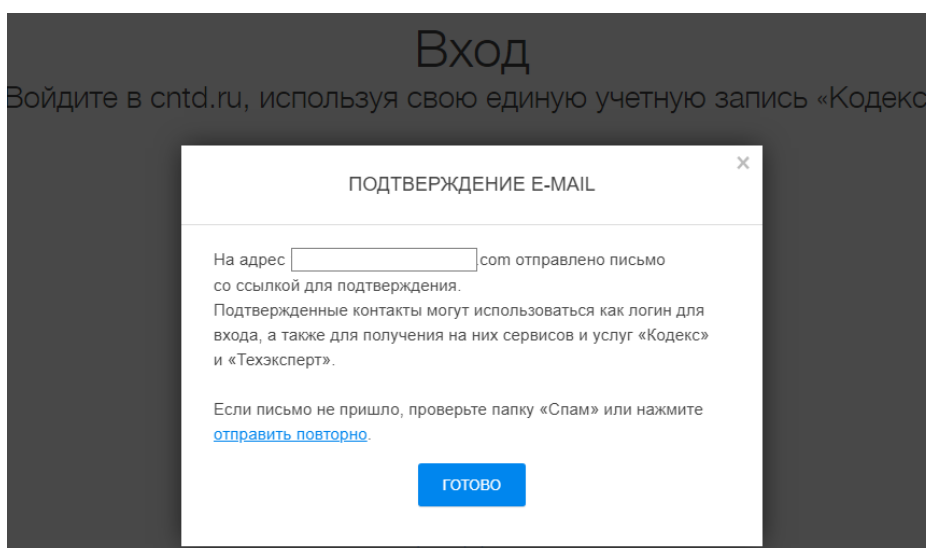 Вход
Войдите в cntd.ru, используя свою единую учетную запись «Кодекс
×
ПОДТВЕРЖДЕНИЕ E-MAIL
На адрес .com отправлено письмо
со ссылкой для подтверждения.
Подтвержденные контакты могут использоваться как логин для
входа, а также для получения на них сервисов и услуг «Кодекс»
и «Техэксперт».
Если письмо не пришло, проверьте папку «Спам» или нажмите
отправить повторно.
ГОТОВО